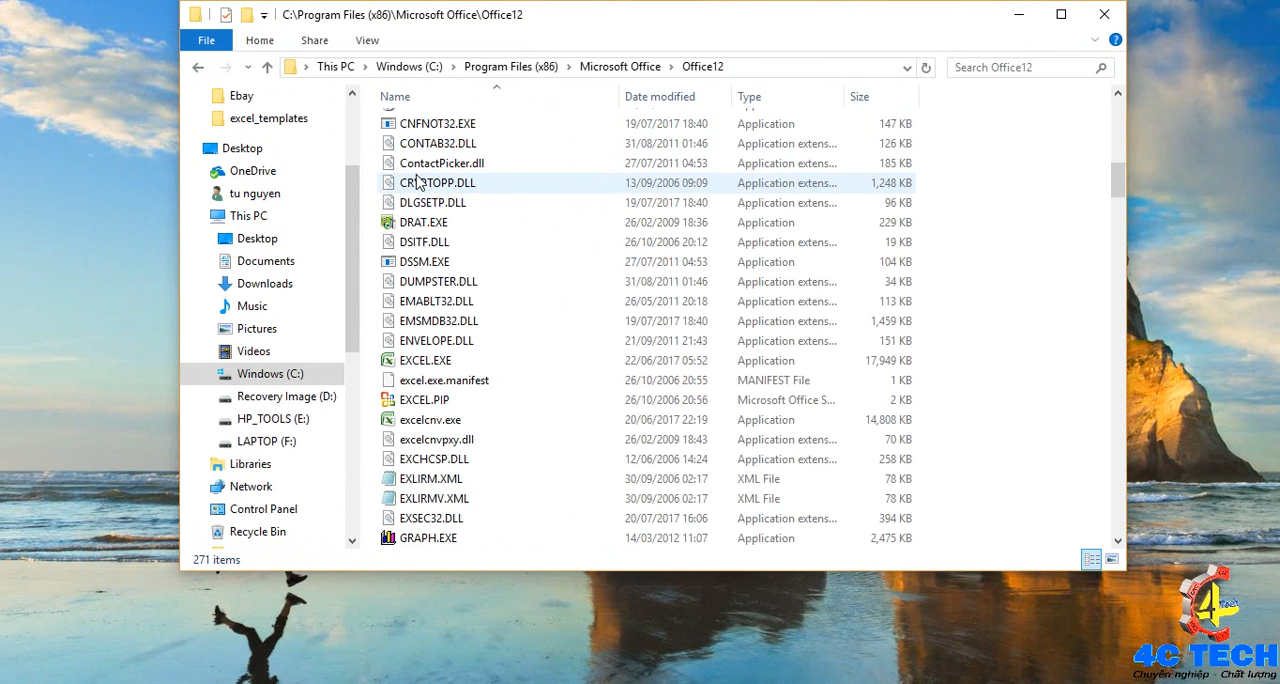 C:\Program Files (x86)\Microsoft Office\Office12
File Home Share View
This PC Windows (C:) Program Files (x86) Microsoft Office Office12 Search Office12
Ebay
excel_templates
Desktop
OneDrive
tu nguyen
This PC
Desktop
Documents
Downloads
Music
Pictures
Videos
Windows (C:)
Recovery Image (D:)
HP_TOOLS (E:)
LAPTOP (F:)
Libraries
Network
Control Panel
Recycle Bin
Name Date modified Type Size
CNFNOT32.EXE 19/07/2017 18:40 Application 147 KB
CONTAB32.DLL 31/08/2011 01:46 Application extens... 126 KB
ContactPicker.dll 27/07/2011 04:53 Application extens... 185 KB
13/09/2006 09:09 Application extens... 1,248 KB
DLGSETP.DLL 19/07/2017 18:40 Application extens... 96 KB
DRAT.EXE 26/02/2009 18:36 Application 229 KB
DSITF.DLL 26/10/2006 20:12 Application extens... 19 KB
DSSM.EXE 27/07/2011 04:53 Application 104 KB
DUMPSTER.DLL 31/08/2011 01:46 Application extens... 34 KB
EMABLT32.DLL 26/05/2011 20:18 Application extens... 113 KB
EMSMDB32.DLL 19/07/2017 18:40 Application extens... 1,459 KB
ENVELOPE.DLL 21/09/2011 21:43 Application extens... 151 KB
EXCEL.EXE 22/06/2017 05:52 Application 17,949 KB
excel.exe.manifest 26/10/2006 20:55 MANIFEST File 1 KB
EXCEL.PIP 26/10/2006 20:56 Microsoft Office S... 2 KB
excelcnv.exe 20/06/2017 22:19 Application 14,808 KB
excelcnvpxy.dll 26/02/2009 18:43 Application extens... 70 KB
EXCHCSP.DLL 12/06/2006 14:24 Application extens... 258 KB
EXLIRM.XML 30/09/2006 02:17 XML File 78 KB
EXLIRMV.XML 30/09/2006 02:17 XML File 78 KB
EXSEC32.DLL 20/07/2017 16:06 Application extens... 394 KB
GRAPH.EXE 14/03/2012 11:07 Application 2,475 KB
271 items
4 Tech
4C TECH
Chuyên nghiệp - Chất lượng